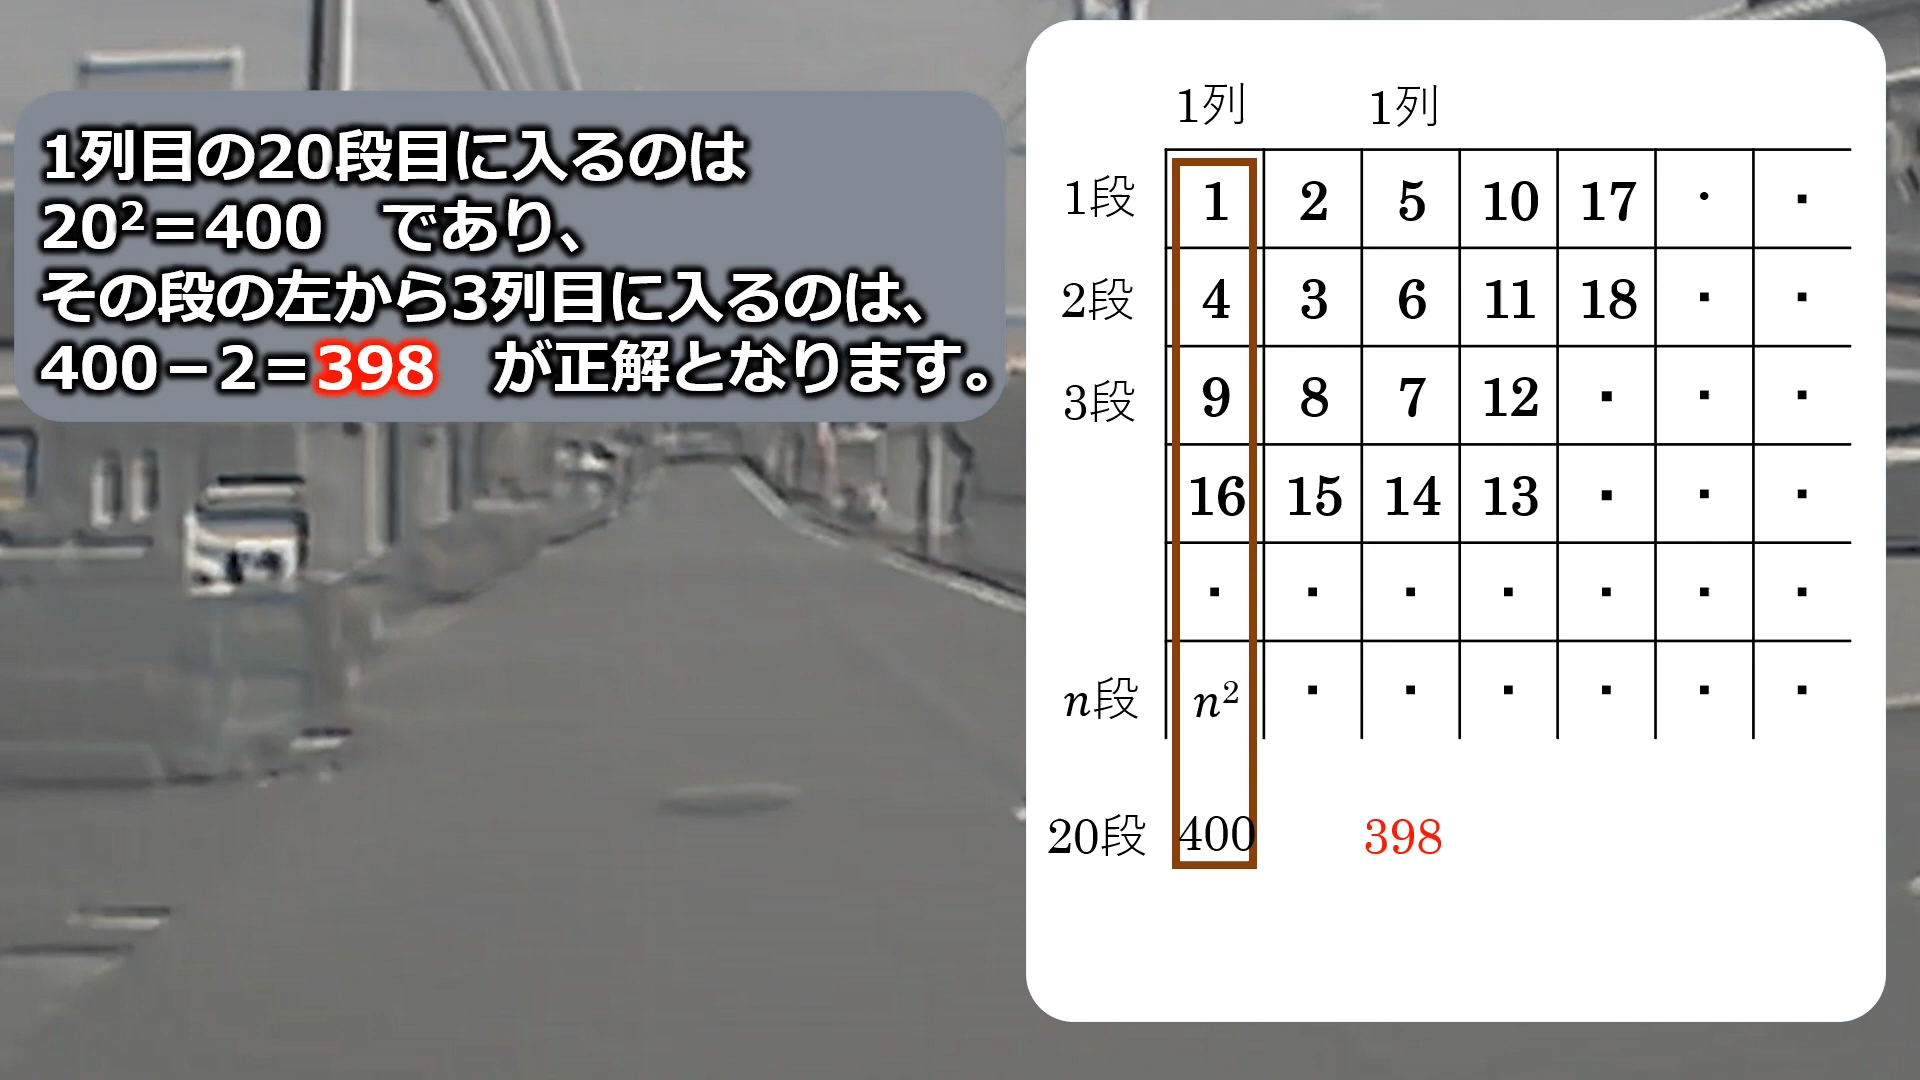 1列目の20段目に入るのは
20²＝400　であり、
その段の左から3列目に入るのは、
400－2＝398　が正解となります。
1列 1列
1段 1 2 5 10 17 · ·
2段 4 3 6 11 18 · ·
3段 9 8 7 12 · · ·
16 15 14 13 · · ·
· · · · · · ·
n段 n² · · · · · ·
20段 400 398